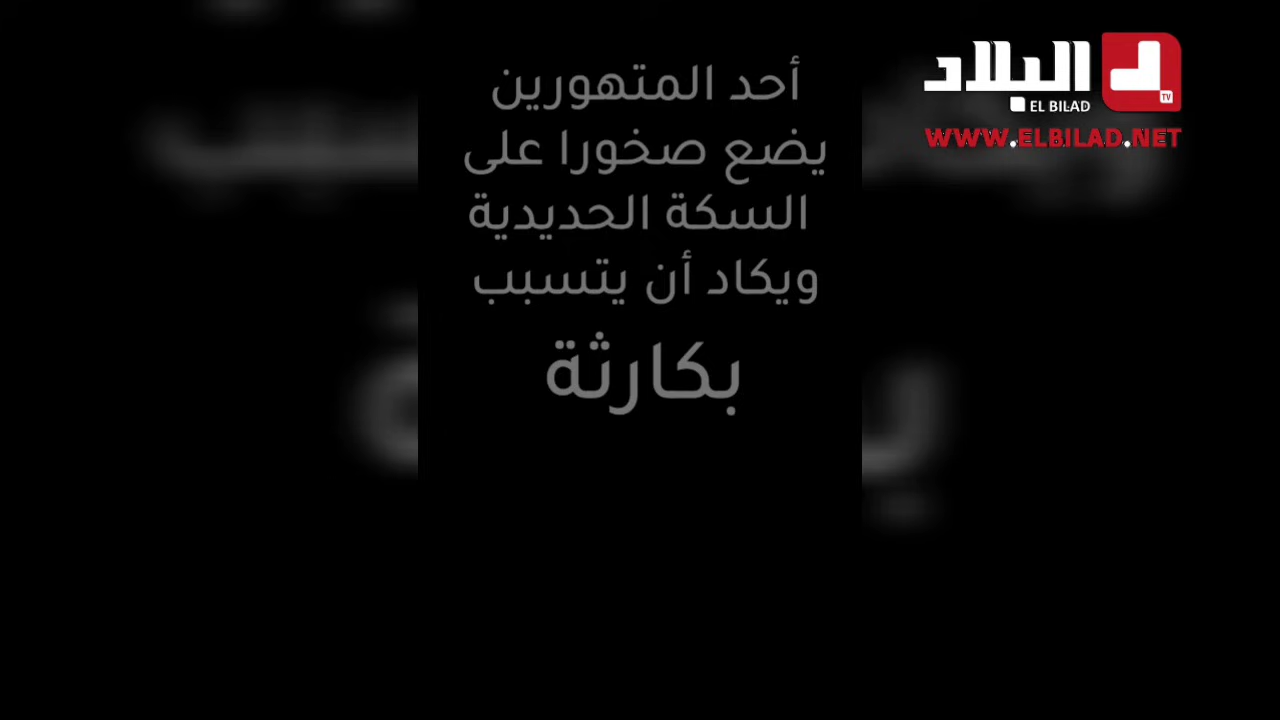 أحد المتهورين
يضع صخورا على
السكة الحديدية
ويكاد أن يتسبب
بكارثة
البلاد
EL BILAD
TV
WWW.ELBILAD.NET